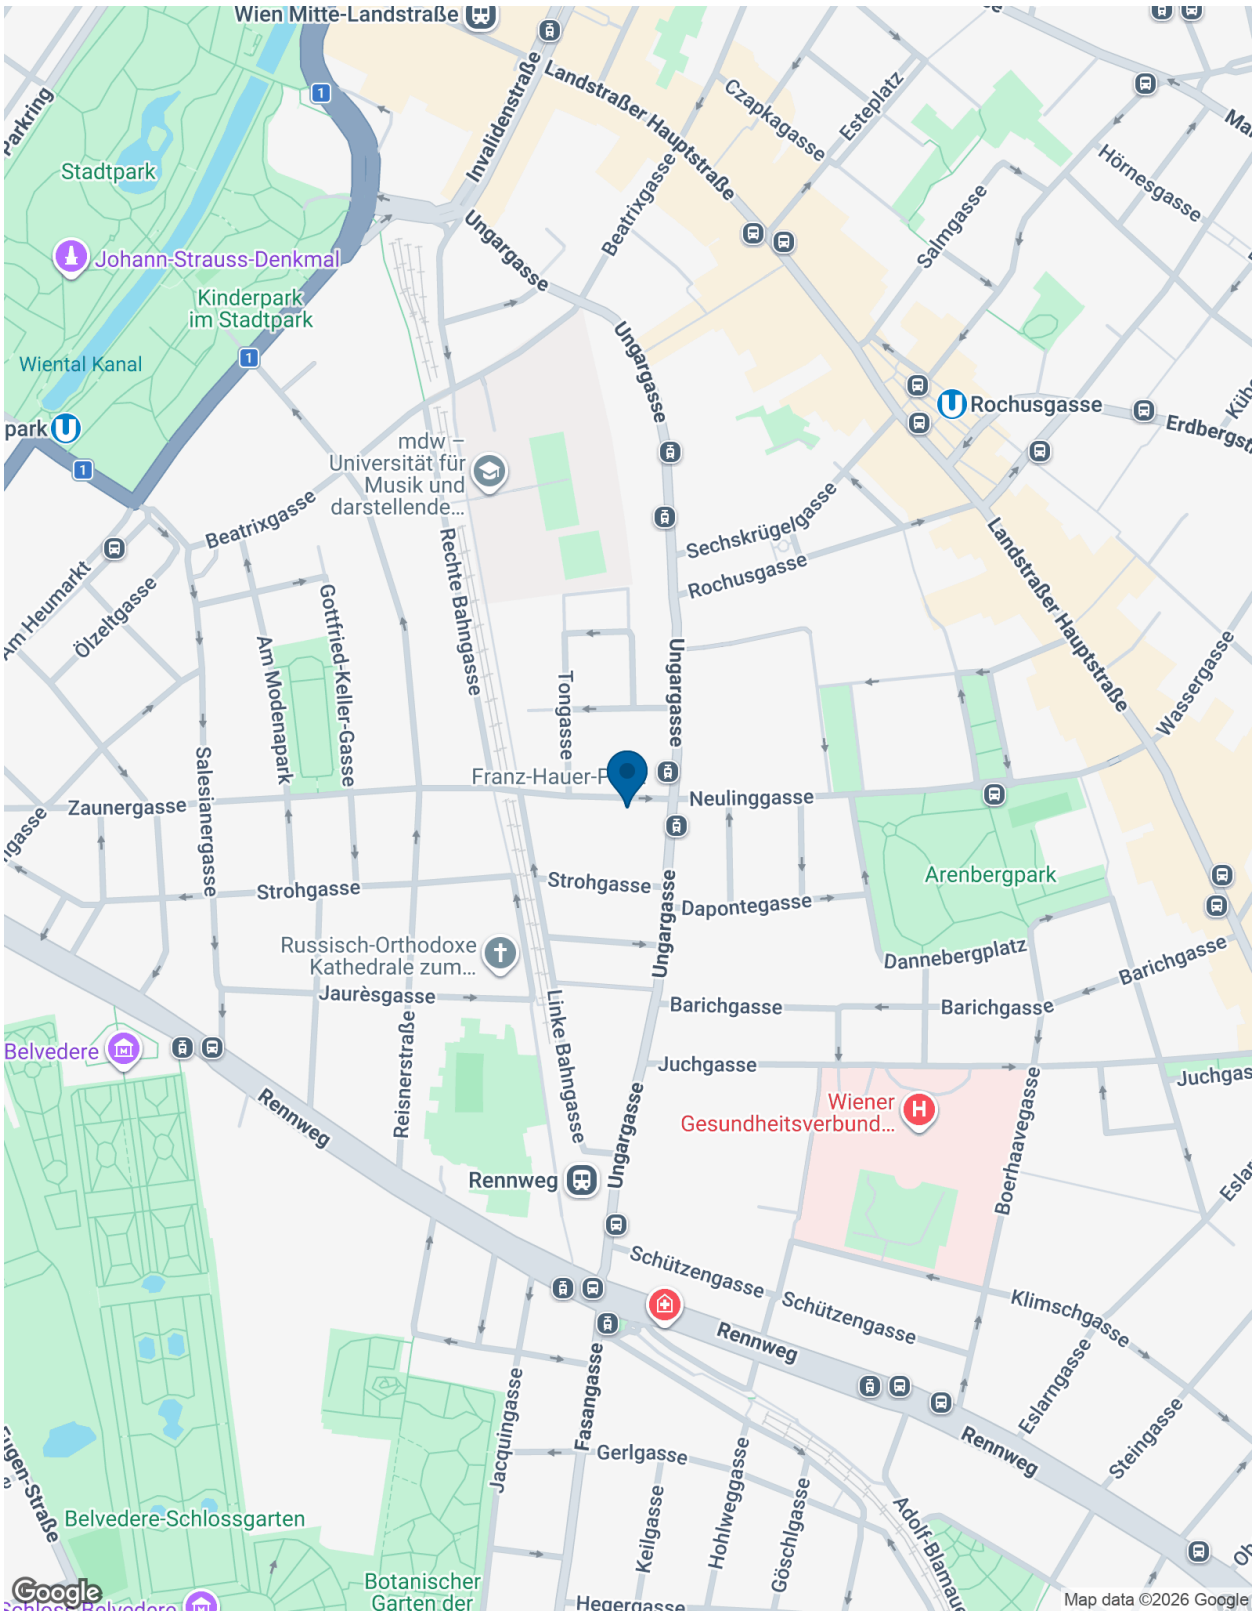 Wien Mitte-Landstraße
Parkring
1
Invalidenstraße
Landstraßer Hauptstraße
Czapkagasse
Esteplatz
Hörnesgasse
Stadtpark
Ungargasse
Beatrixgasse
Salmgasse
Johann-Strauss-Denkmal
Kinderpark
im Stadtpark
Wiental Kanal
1
Ungargasse
U
Rochusgasse
park
U
1
mdw –
Universität für
Musik und
darstellende…
Beatrixgasse
Sechskrügelgasse
Rochusgasse
Landstraßer Hauptstraße
Am Heumarkt
Ölzeltgasse
Gottfried-Keller-Gasse
Am Modenapark
Rechte Bahngasse
Tongasse
Ungargasse
Wassergasse
Salesianergasse
Franz-Hauer-P
Zaunergasse
Neulinggasse
Arenbergpark
Strohgasse
Strohgasse
Dapontegasse
Ungargasse
Russisch-Orthodoxe
Kathedrale zum…
Dannebergplatz
Barichgasse
Jaurèsgasse
Barichgasse
Barichgasse
Linke Bahngasse
Reisnerstraße
Belvedere
Juchgasse
Rennweg
Wiener
Gesundheitsverbund…
H
Ungargasse
Boerhaavegasse
Rennweg
Schützengasse
Schützengasse
Klimschgasse
Rennweg
Eslarngasse
Steingasse
Fasangasse
Jacquingasse
Gerlgasse
Rennweg
Keilgasse
Hohlweggasse
Göschlgasse
Belvedere-Schlossgarten
Botanischer
Garten der
Hegergasse
Google
Map data ©2026 Google